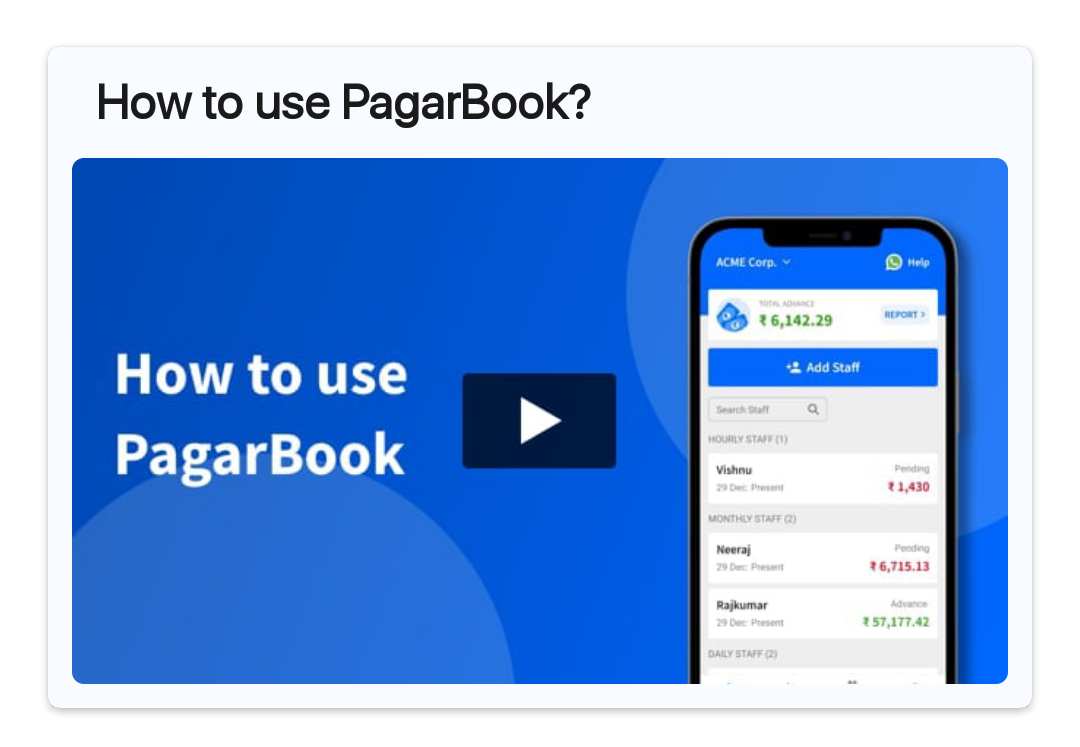 How to use PagarBook?
How to use
PagarBook
ACME Corp.
Help
TOTAL ADVANCE
₹ 6,142.29
REPORT >
Add Staff
Search Staff
HOURLY STAFF (1)
Vishnu
Pending
29 Dec: Present
₹ 1,430
MONTHLY STAFF (2)
Neeraj
Pending
29 Dec: Present
₹ 6,715.13
Rajkumar
Advance
29 Dec: Present
₹ 57,177.42
DAILY STAFF (2)